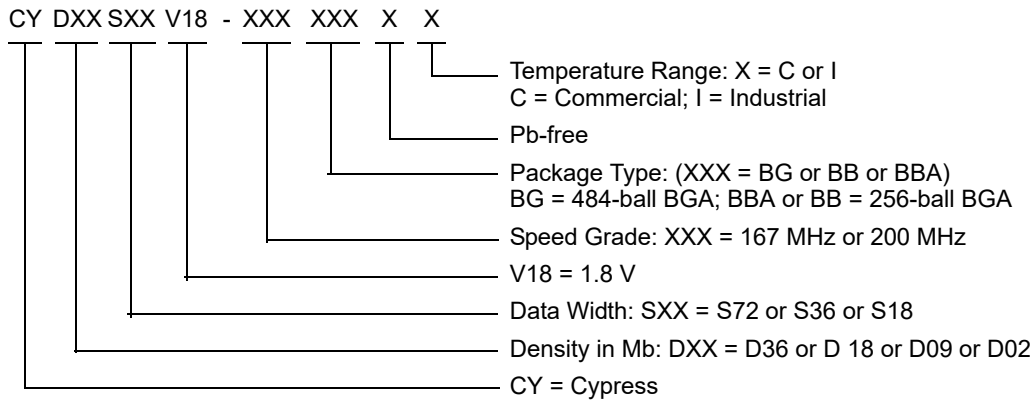 CY DXX SXX V18 - XXX XXX X X
Temperature Range: X = C or I
C = Commercial; I = Industrial
Pb-free
Package Type: (XXX = BG or BB or BBA)
BG = 484-ball BGA; BBA or BB = 256-ball BGA
Speed Grade: XXX = 167 MHz or 200 MHz
V18 = 1.8 V
Data Width: SXX = S72 or S36 or S18
Density in Mb: DXX = D36 or D 18 or D09 or D02
CY = Cypress